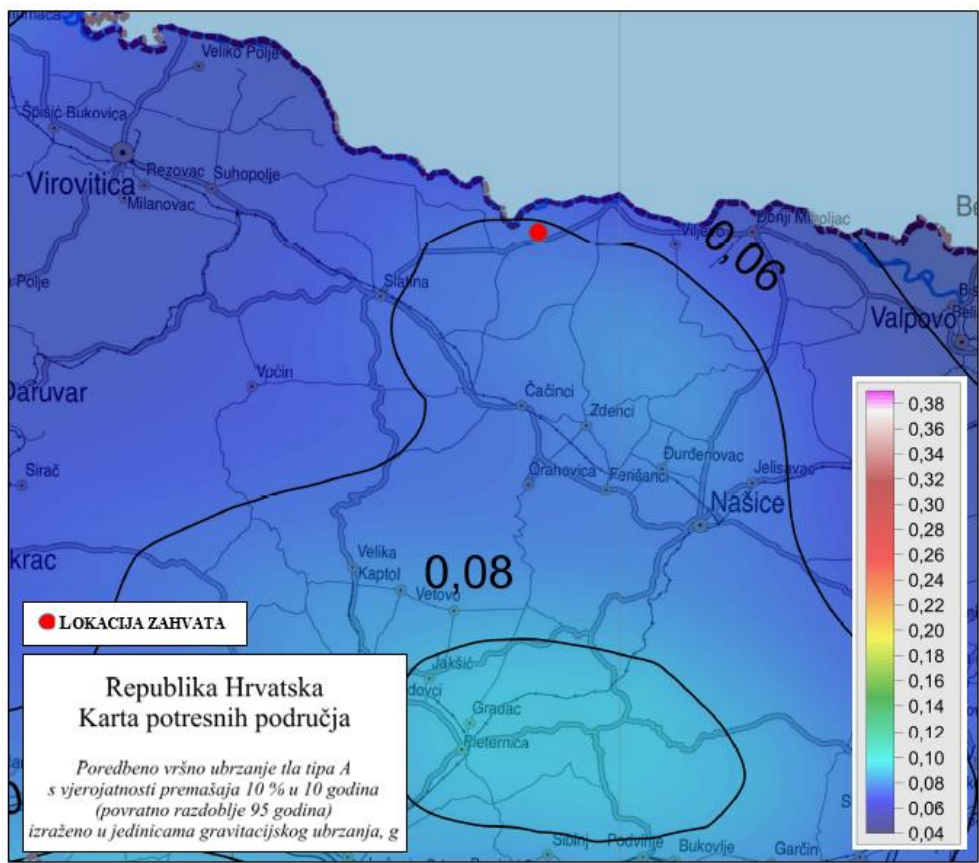 Veliko Polje
Špišić Bukovica
Virovitica
Rezovac
Suhopolje
Milanovac
Polje
Slatina
Viljevo
Donji Miholjac
Be
0,06
Valpovo
Voćin
Daruvar
Čačinci
Zdenci
Sirač
Orahovica
Feričanci
Đurđenovac
Jelisavac
Našice
krac
Velika
Kaptol
0,08
Vetovo
LOKACIJA ZAHVATA
Jakšić
dovci
Gradac
Pleternica
Republika Hrvatska
Karta potresnih područja
Poredbeno vršno ubrzanje tla tipa A
s vjerojatnosti premašaja 10 % u 10 godina
(povratno razdoblje 95 godina)
izraženo u jedinicama gravitacijskog ubrzanja, g
Sibinj
Podvinje
Bukovlje
Garčin
0,38
0,36
0,34
0,32
0,30
0,28
0,26
0,24
0,22
0,20
0,18
0,16
0,14
0,12
0,10
0,08
0,06
0,04